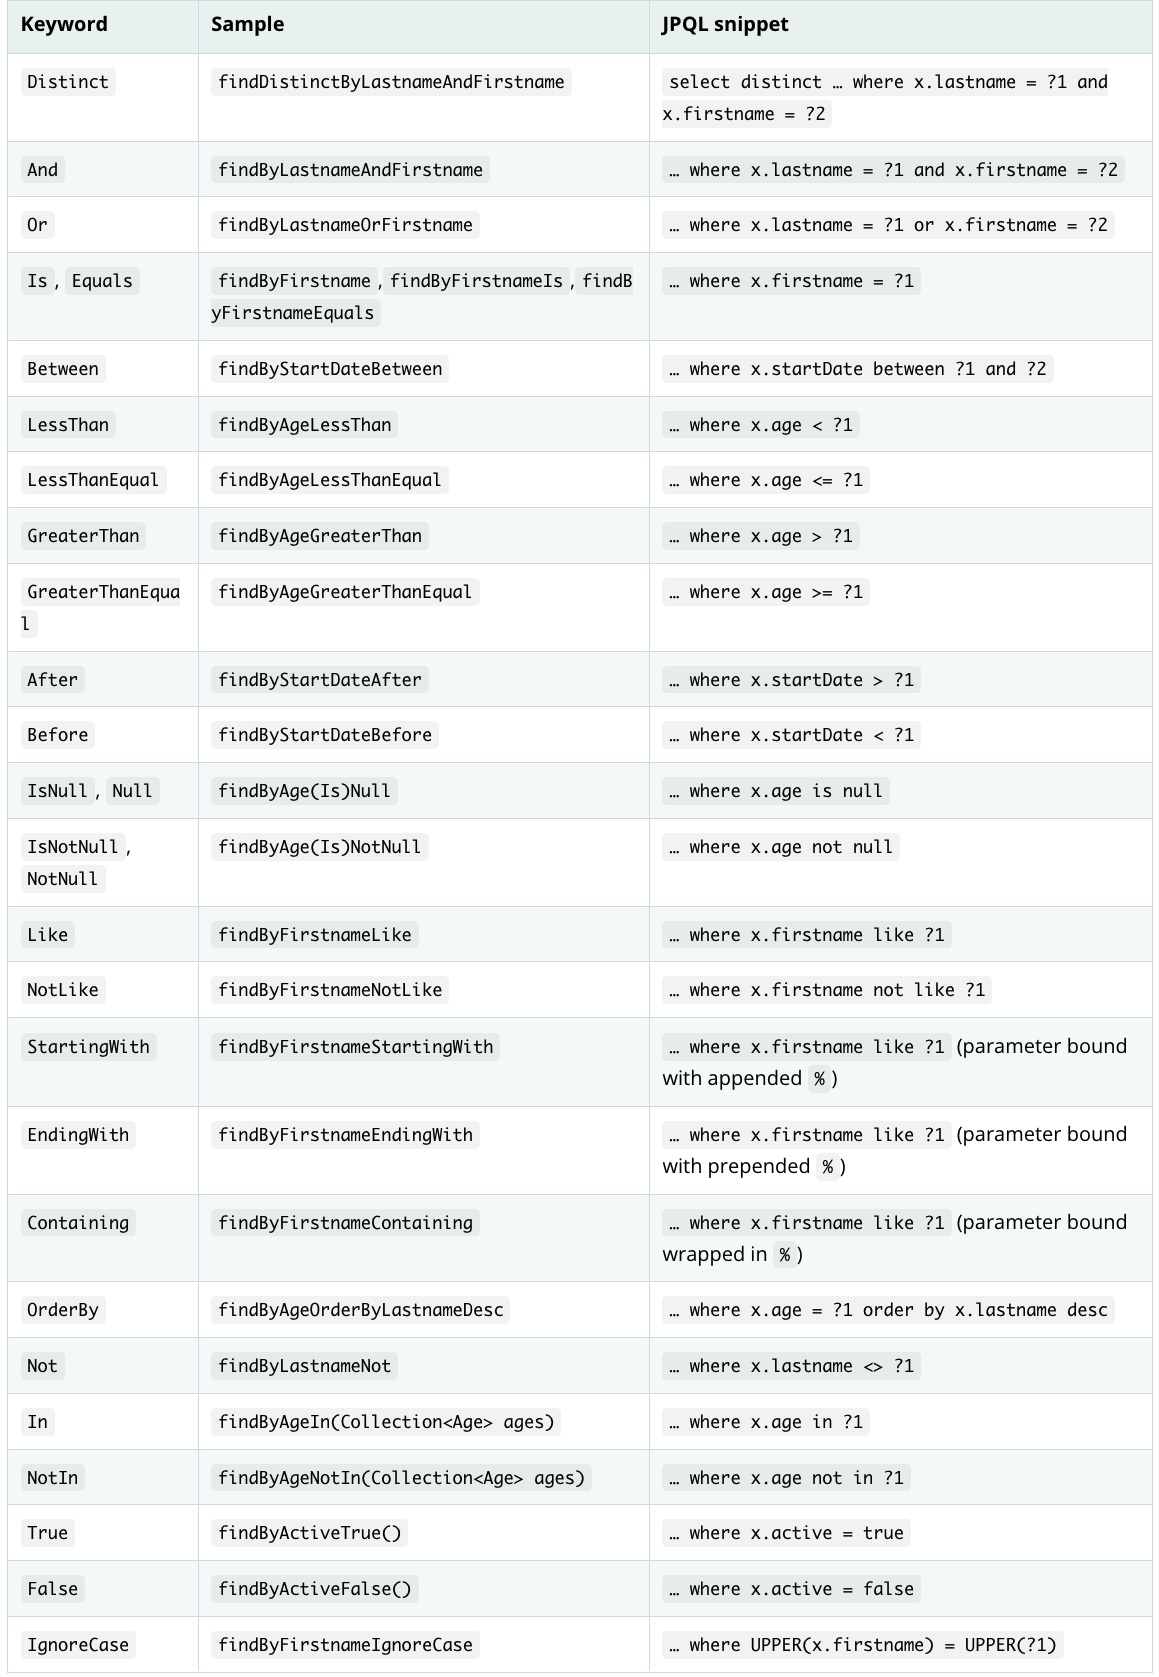 Keyword Sample JPQL snippet
Distinct findDistinctByLastnameAndFirstname select distinct … where x.lastname = ?1 and
x.firstname = ?2
And findByLastnameAndFirstname … where x.lastname = ?1 and x.firstname = ?2
Or findByLastnameOrFirstname … where x.lastname = ?1 or x.firstname = ?2
Is, Equals findByFirstname,findByFirstnameIs,findB … where x.firstname = ?1
yFirstnameEquals
Between findByStartDateBetween … where x.startDate between ?1 and ?2
LessThan findByAgeLessThan … where x.age < ?1
LessThanEqual findByAgeLessThanEqual … where x.age <= ?1
GreaterThan findByAgeGreaterThan … where x.age > ?1
GreaterThanEqua findByAgeGreaterThanEqual … where x.age >= ?1
l
After findByStartDateAfter … where x.startDate > ?1
Before findByStartDateBefore … where x.startDate < ?1
IsNull, Null findByAge(Is)Null … where x.age is null
IsNotNull, findByAge(Is)NotNull … where x.age not null
NotNull
Like findByFirstnameLike … where x.firstname like ?1
NotLike findByFirstnameNotLike … where x.firstname not like ?1
StartingWith findByFirstnameStartingWith … where x.firstname like ?1 (parameter bound
with appended %)
EndingWith findByFirstnameEndingWith … where x.firstname like ?1 (parameter bound
with prepended %)
Containing findByFirstnameContaining … where x.firstname like ?1 (parameter bound
wrapped in %)
OrderBy findByAgeOrderByLastnameDesc … where x.age = ?1 order by x.lastname desc
Not findByLastnameNot … where x.lastname <> ?1
In findByAgeIn(Collection<Age> ages) … where x.age in ?1
NotIn findByAgeNotIn(Collection<Age> ages) … where x.age not in ?1
True findByActiveTrue() … where x.active = true
False findByActiveFalse() … where x.active = false
IgnoreCase findByFirstnameIgnoreCase … where UPPER(x.firstname) = UPPER(?1)